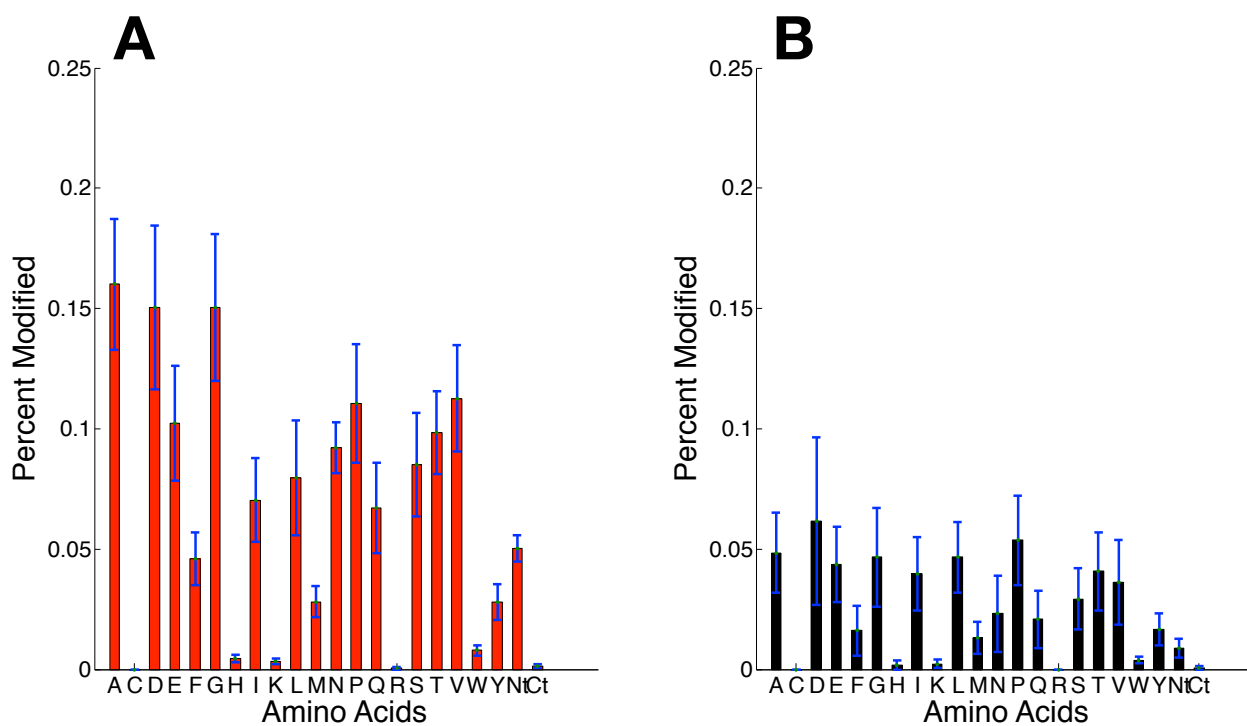 A
B
0.25
0.2
0.15
0.1
0.05
0
Percent Modified
A C D E F G H I K L M N P Q R S T V W Y Nt Ct
Amino Acids
0.25
0.2
0.15
0.1
0.05
0
Percent Modified
A C D E F G H I K L M N P Q R S T V W Y Nt Ct
Amino Acids